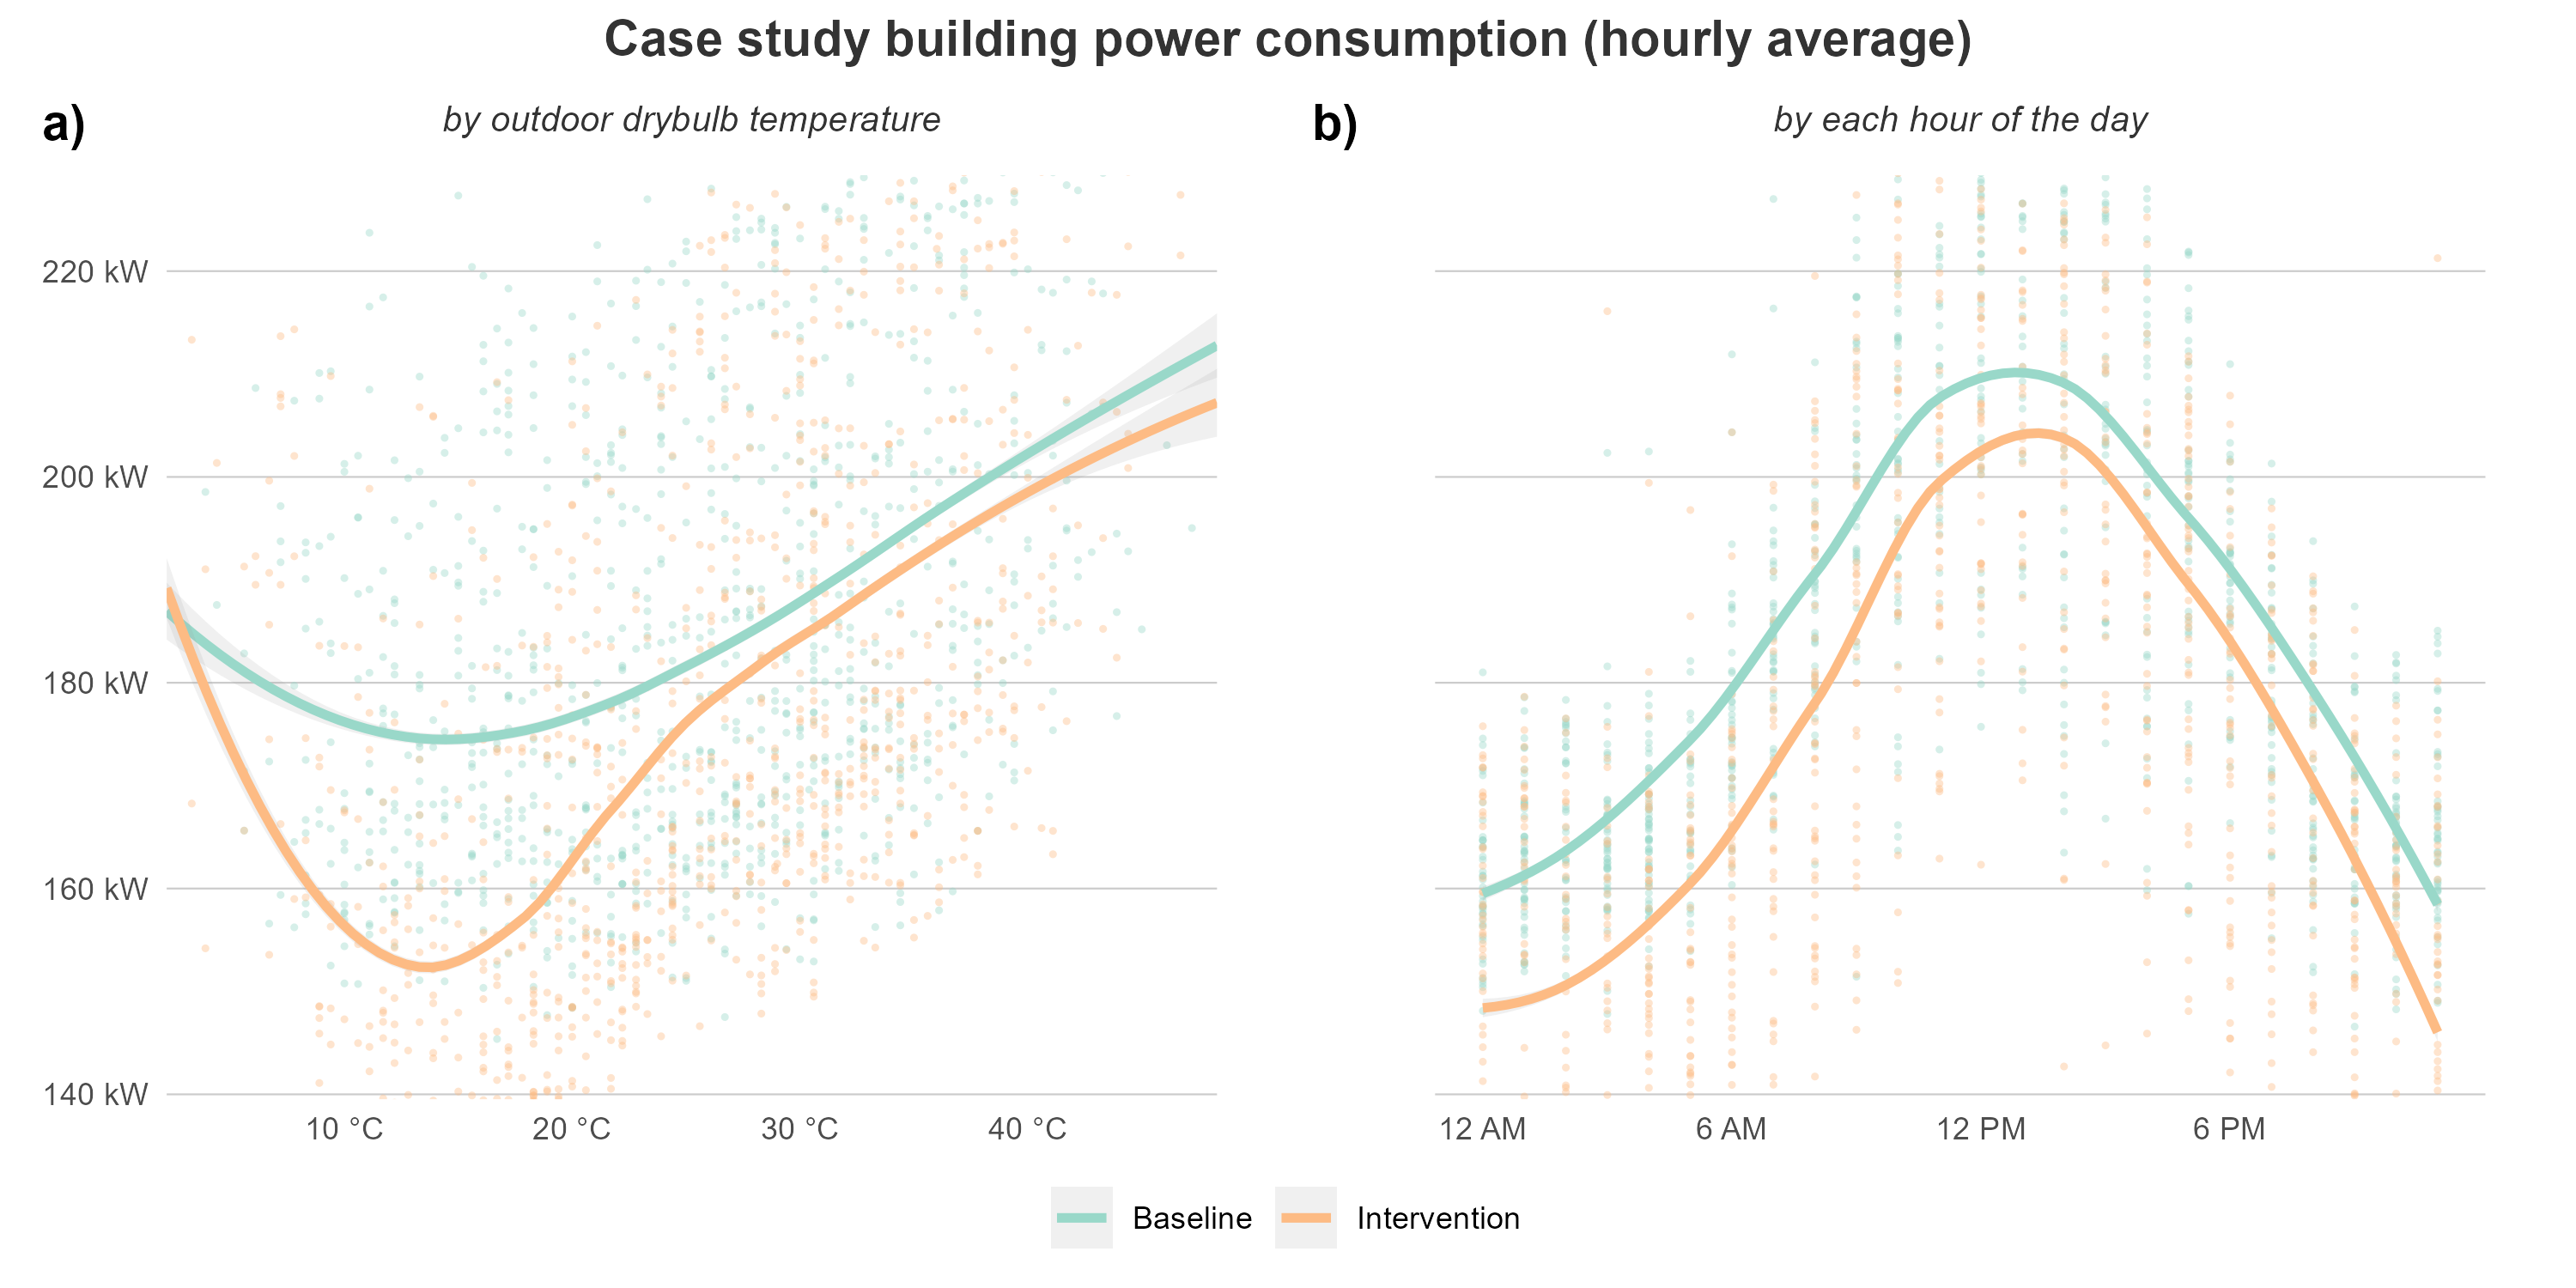 Case study building power consumption (hourly average)
a)
by outdoor drybulb temperature
220 kW
200 kW
180 kW
160 kW
140 kW
10 °C
20 °C
30 °C
40 °C
b)
by each hour of the day
12 AM
6 AM
12 PM
6 PM
Baseline
Intervention